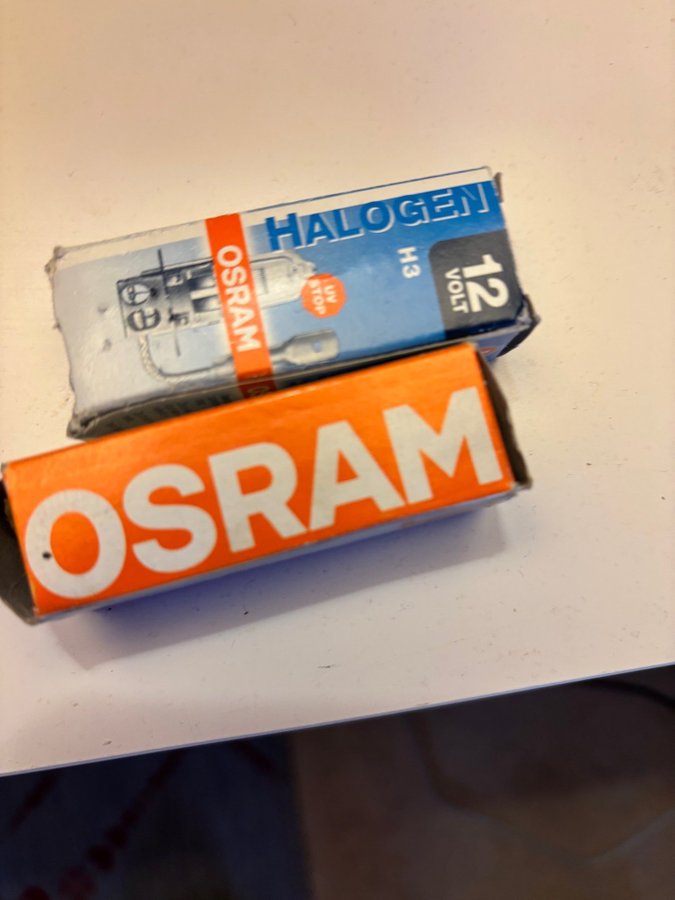 HALOGEN
OSRAM
UV
STOP
H3
12
VOLT
OSRAM